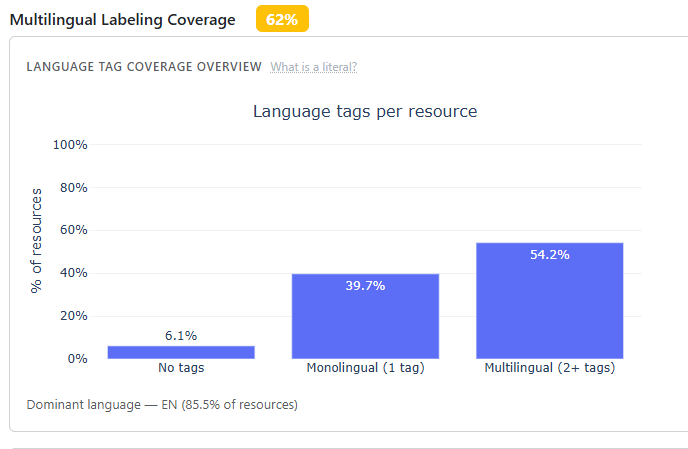 Multilingual Labeling Coverage 62%
LANGUAGE TAG COVERAGE OVERVIEW What is a literal?
Language tags per resource
100%
80%
60%
40%
20%
0%
% of resources
6.1%
39.7%
54.2%
No tags Monolingual (1 tag) Multilingual (2+ tags)
Dominant language — EN (85.5% of resources)